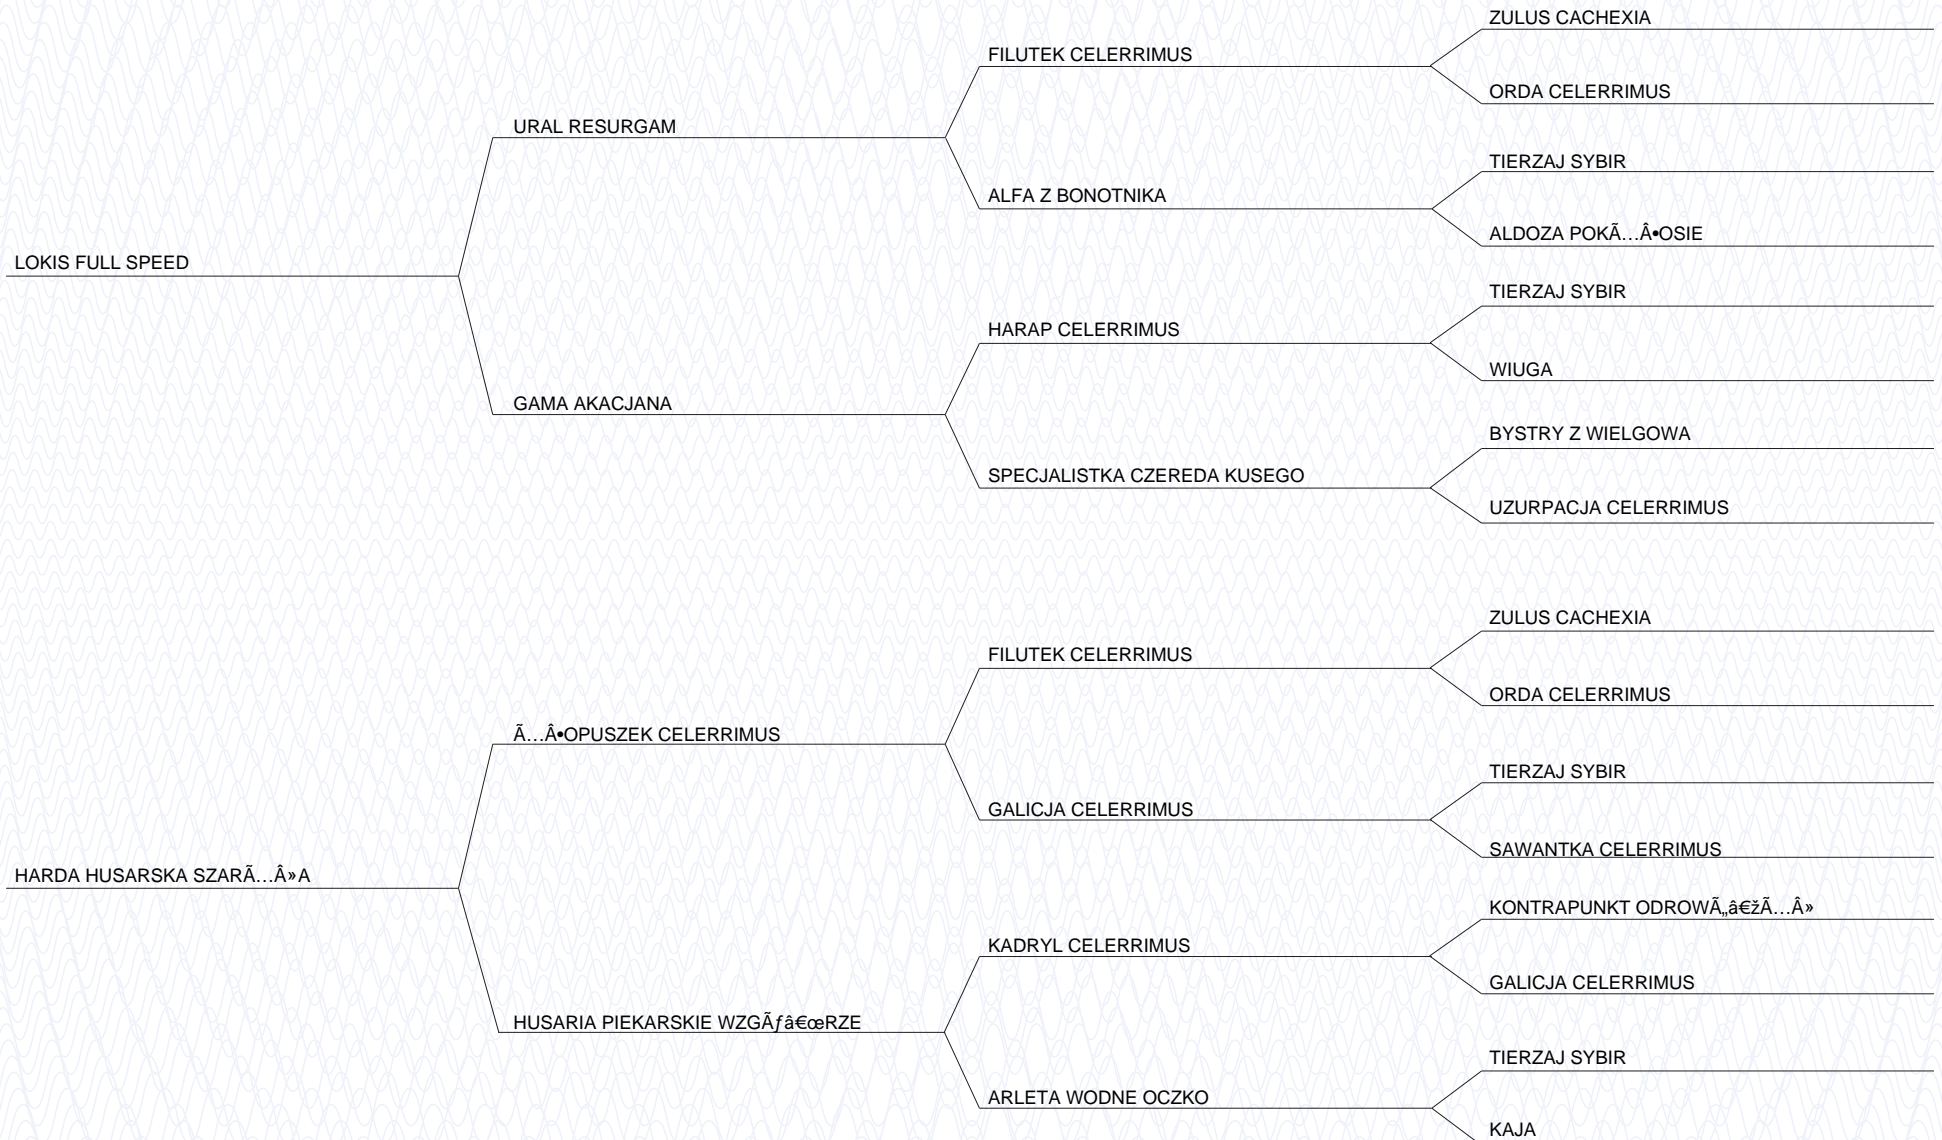 ZULUS CACHEXIA
FILUTEK CELERRIMUS
ORDA CELERRIMUS
URAL RESURGAM
TIERZAJ SYBIR
ALFA Z BONOTNIKA
ALDOZA POKÃ…Â•OSIE
LOKIS FULL SPEED
TIERZAJ SYBIR
HARAP CELERRIMUS
WIUGA
GAMA AKACJANA
BYSTRY Z WIELGOWA
SPECJALISTKA CZEREDA KUSEGO
UZURPACJA CELERRIMUS
ZULUS CACHEXIA
FILUTEK CELERRIMUS
ORDA CELERRIMUS
Ã…Â•OPUSZEK CELERRIMUS
TIERZAJ SYBIR
GALICJA CELERRIMUS
SAWANTKA CELERRIMUS
HARDA HUSARSKA SZARÃ…Â»A
KONTRAPUNKT ODROWÃ„â€žÃ…Â»
KADRYL CELERRIMUS
GALICJA CELERRIMUS
HUSARIA PIEKARSKIE WZGÃƒâ€œRZE
TIERZAJ SYBIR
ARLETA WODNE OCZKO
KAJA